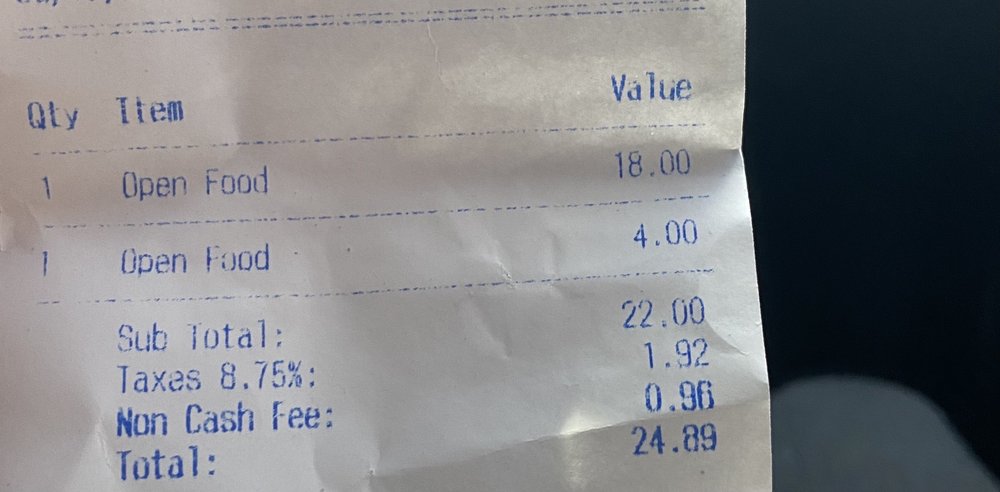 Qty Item Value
1 Open Food 18.00
1 Open Food 4.00
Sub Total: 22.00
Taxes 8.75%: 1.92
Non Cash Fee: 0.96
Total: 24.89